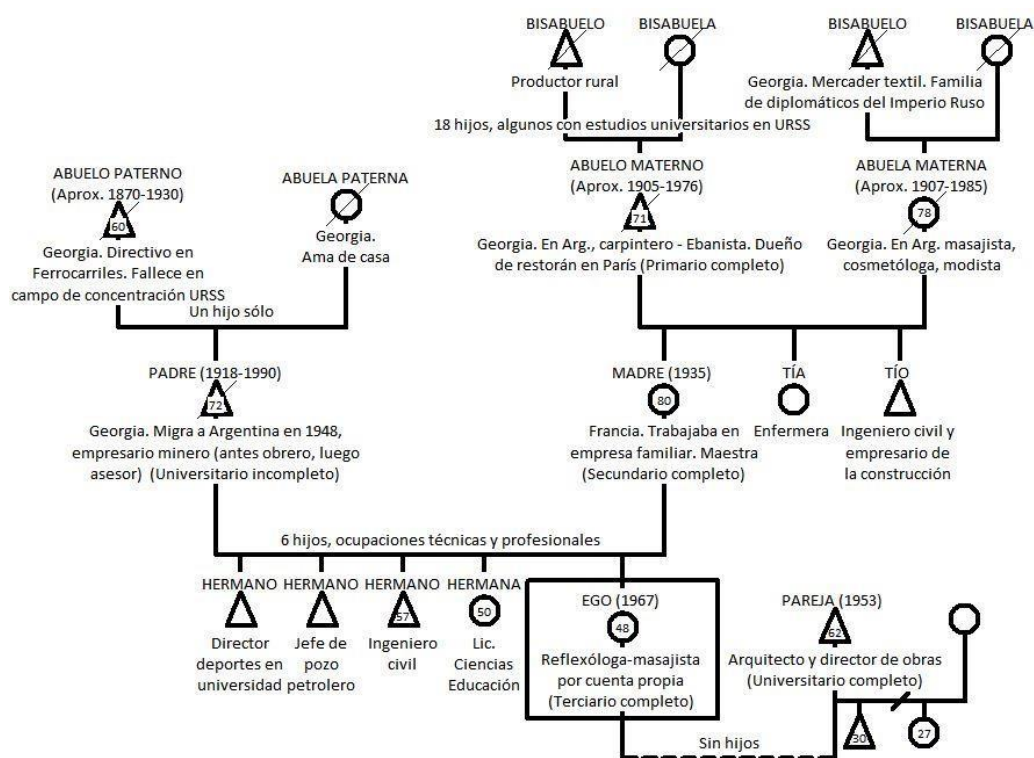 BISABUELO
BISABUELA
BISABUELO
BISABUELA
Productor rural
Georgia. Mercader textil. Familia
de diplomáticos del Imperio Ruso
18 hijos, algunos con estudios universitarios en URSS
ABUELO PATERNO
(Aprox. 1870-1930)
60
Georgia. Directivo en
Ferrocarriles. Fallece en
campo de concentración URSS
ABUELA PATERNA
Georgia.
Ama de casa
ABUELO MATERNO
(Aprox. 1905-1976)
71
Georgia. En Arg., carpintero - Ebanista. Dueño
de restorán en París (Primario completo)
ABUELA MATERNA
(Aprox. 1907-1985)
78
Georgia. En Arg. masajista,
cosmetóloga, modista
Un hijo sólo
PADRE (1918-1990)
72
Georgia. Migra a Argentina en 1948,
empresario minero (antes obrero, luego
asesor) (Universitario incompleto)
MADRE (1935)
80
Francia. Trabajaba en
empresa familiar. Maestra
(Secundario completo)
TÍA
Enfermera
TÍO
Ingeniero civil y
empresario de
la construcción
6 hijos, ocupaciones técnicas y profesionales
HERMANO
Director
deportes en
universidad
HERMANO
Jefe de
pozo
petrolero
HERMANO
57
Ingeniero
civil
HERMANA
50
Lic.
Ciencias
Educación
EGO (1967)
48
Reflexóloga-masajista
por cuenta propia
(Terciario completo)
PAREJA (1953)
62
Arquitecto y director de obras
(Universitario completo)
30
27
Sin hijos